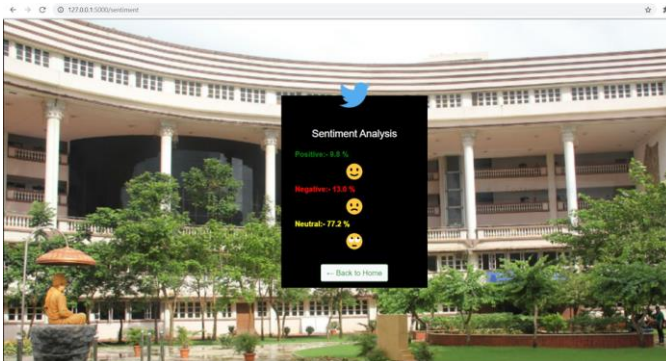 127.0.0.1:5000/sentiment
Sentiment Analysis
Positive:- 9.8 %
Negative:- 13.0 %
Neutral:- 77.2 %
← Back to Home